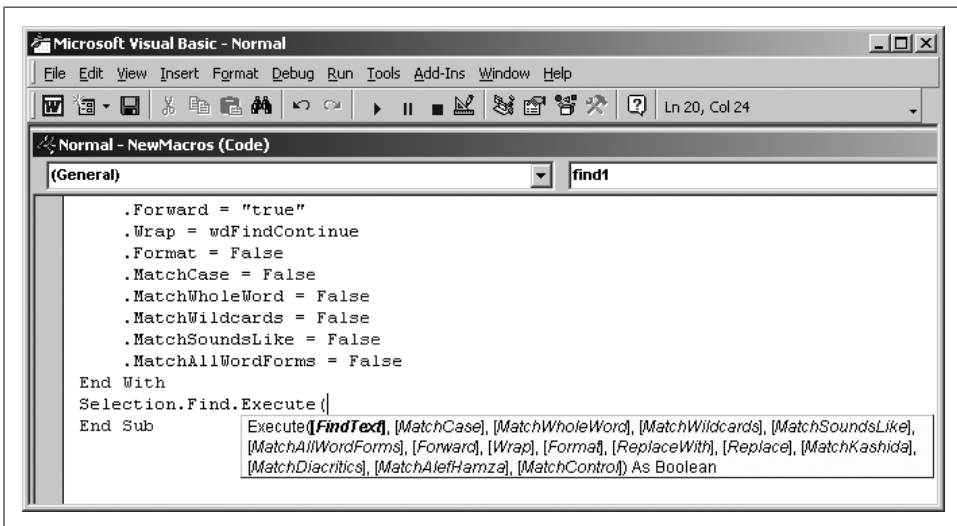 Microsoft Visual Basic - Normal
File Edit View Insert Format Debug Run Tools Add-Ins Window Help
Ln 20, Col 24
Normal - NewMacros (Code)
(General) find1
.Forward = "true"
.Wrap = wdFindContinue
.Format = False
.MatchCase = False
.MatchWholeWord = False
.MatchWildcards = False
.MatchSoundsLike = False
.MatchAllWordForms = False
End With
Selection.Find.Execute(
End Sub
Execute([FindText], [MatchCase], [MatchWholeWord], [MatchWildcards], [MatchSoundsLike],
[MatchAllWordForms], [Forward], [Wrap], [Format], [ReplaceWith], [Replace], [MatchKashida],
[MatchDiacritics], [MatchAlefHamza], [MatchControl]) As Boolean